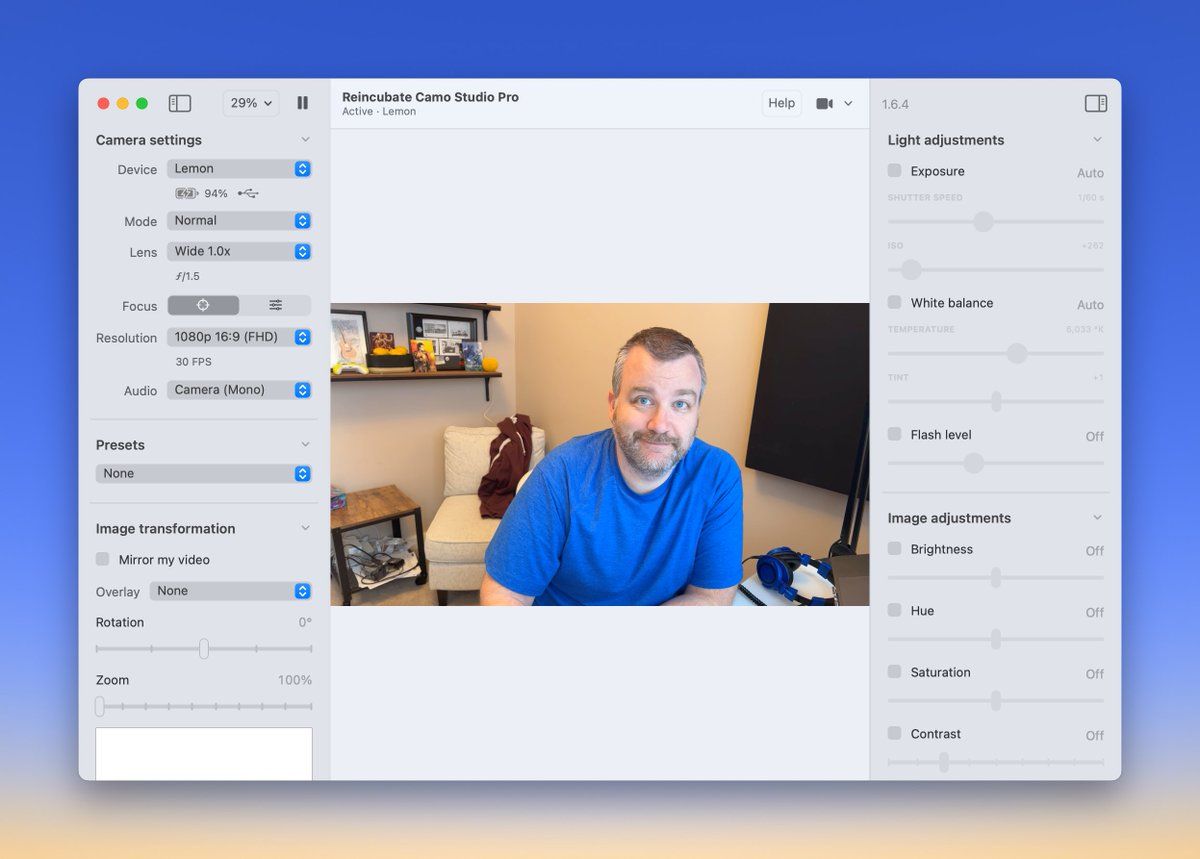 29%
Camera settings
Device Lemon
94%
Mode Normal
Lens Wide 1.0x
ƒ/1.5
Focus
Resolution 1080p 16:9 (FHD)
30 FPS
Audio Camera (Mono)
Presets
None
Image transformation
Mirror my video
Overlay None
Rotation 0°
Zoom 100%
Reincubate Camo Studio Pro
Active · Lemon
Help
1.6.4
Light adjustments
Exposure Auto
SHUTTER SPEED 1/60 s
ISO +262
White balance Auto
TEMPERATURE 6,033 °K
TINT +1
Flash level Off
Image adjustments
Brightness Off
Hue Off
Saturation Off
Contrast Off